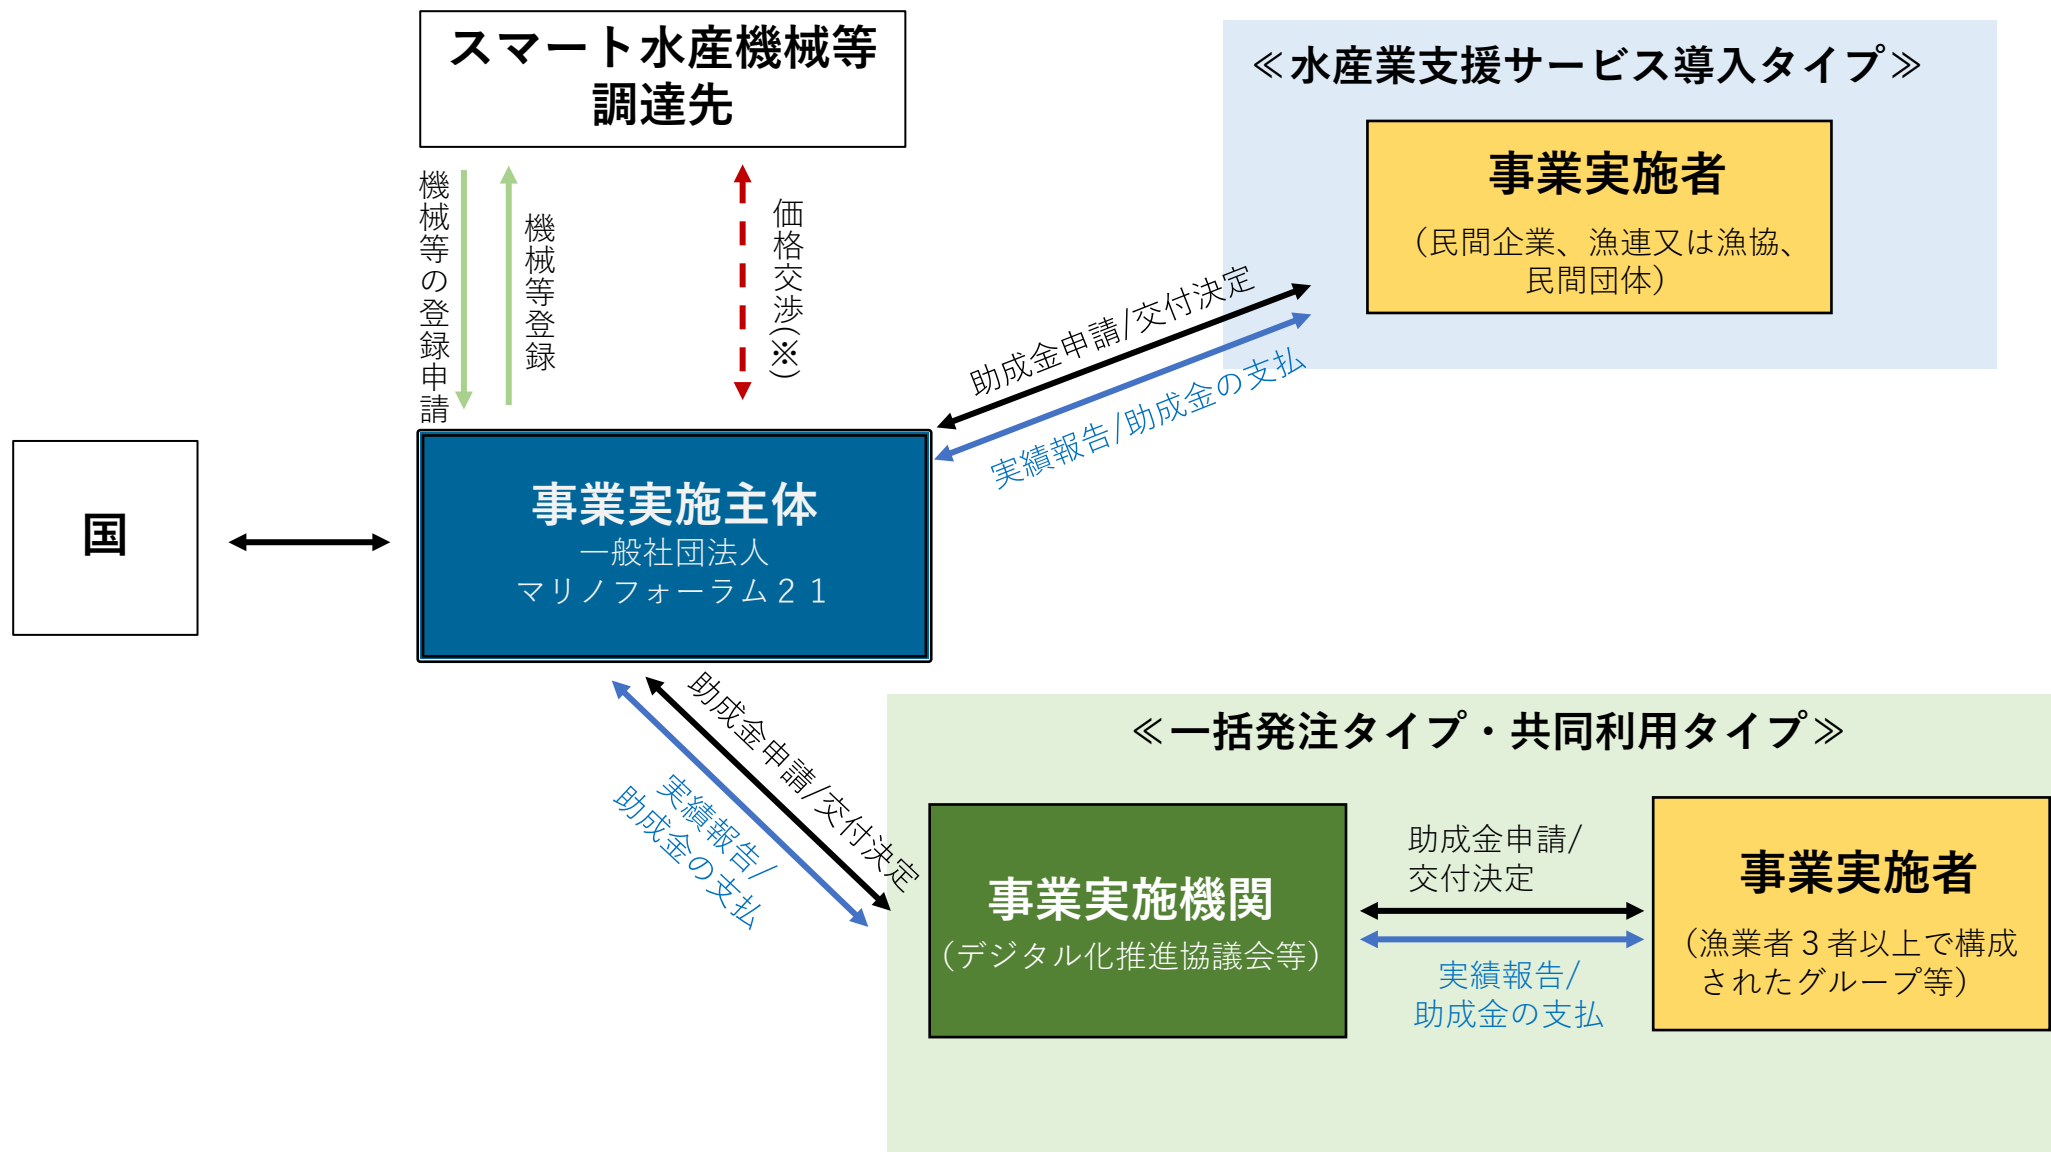 スマート水産機械等
調達先
≪水産業支援サービス導入タイプ≫
事業実施者
（民間企業、漁連又は漁協、
民間団体）
機械等の登録申請
機械等登録
価格交渉(※)
助成金申請/交付決定
実績報告/助成金の支払
国
事業実施主体
一般社団法人
マリノフォーラム２１
助成金申請/交付決定
実績報告/
助成金の支払
≪一括発注タイプ・共同利用タイプ≫
事業実施機関
（デジタル化推進協議会等）
助成金申請/
交付決定
実績報告/
助成金の支払
事業実施者
（漁業者３者以上で構成
されたグループ等）